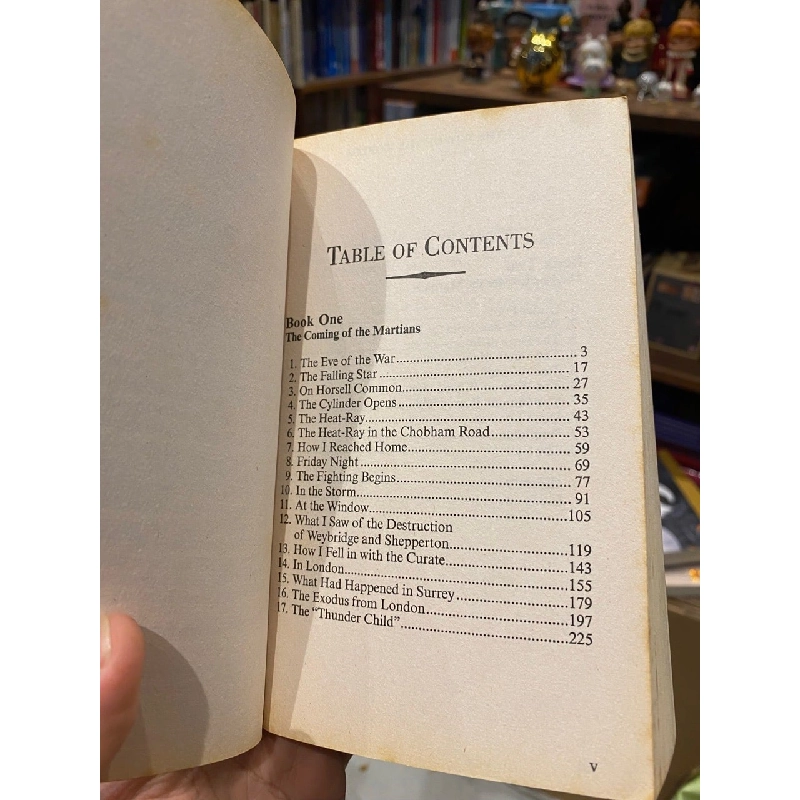 TABLE OF CONTENTS
Book One
The Coming of the Martians
1. The Eve of the War 3
2. The Falling Star 17
3. On Horsell Common 27
4. The Cylinder Opens 35
5. The Heat-Ray 43
6. The Heat-Ray in the Chobham Road 53
7. How I Reached Home 59
8. Friday Night 69
9. The Fighting Begins 77
10. In the Storm 91
11. At the Window 105
12. What I Saw of the Destruction
of Weybridge and Shepperton 119
13. How I Fell in with the Curate 143
14. In London 155
15. What Had Happened in Surrey 179
16. The Exodus from London 197
17. The "Thunder Child" 225
v